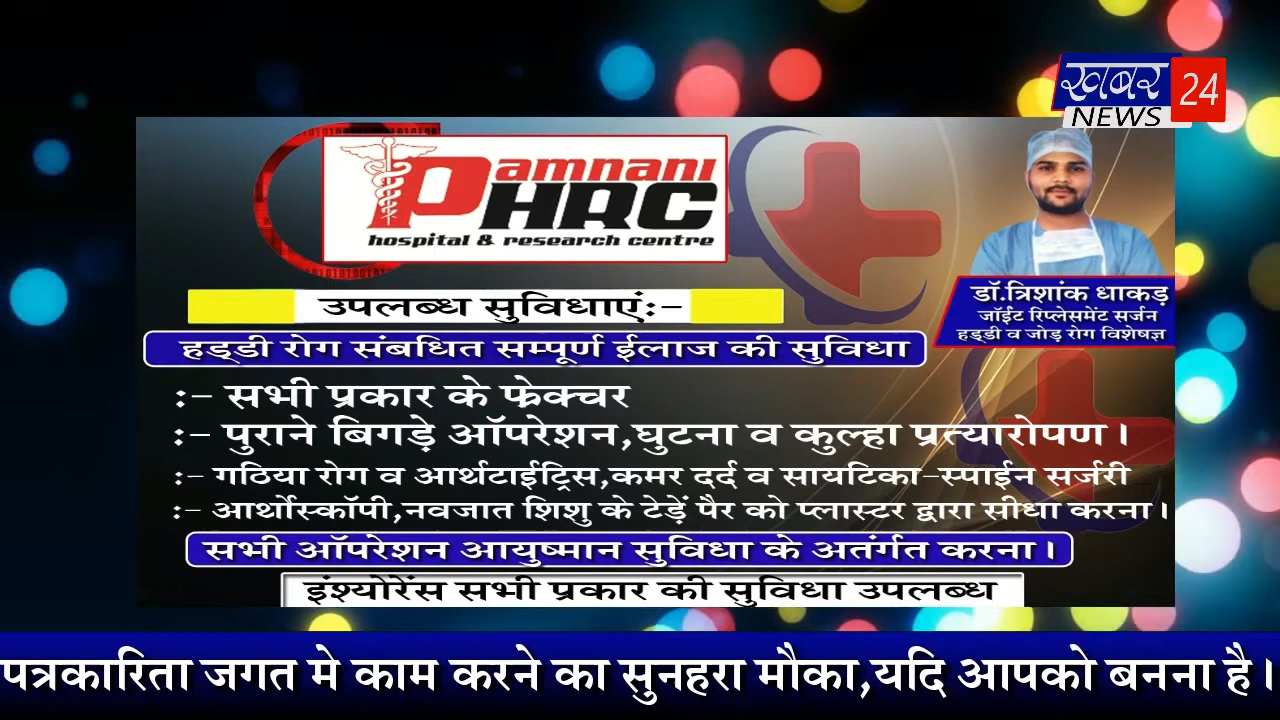 खबर
NEWS
24
Pamnani
PHRC
hospital & research centre
डॉ.त्रिशांक धाकड़
जॉईट रिप्लेसमेंट सर्जन
हड्डी व जोड़ रोग विशेषज्ञ
उपलब्ध सुविधाएं:-
हड्डी रोग संबधित सम्पूर्ण ईलाज की सुविधा
:- सभी प्रकार के फेक्चर
:- पुराने बिगड़े ऑपरेशन,घुटना व कुल्हा प्रत्यारोपण।
:- गठिया रोग व आर्थटाईट्रिस,कमर दर्द व सायटिका-स्पाईन सर्जरी
:- आर्थोस्कॉपी,नवजात शिशु के टेड़ें पैर को प्लास्टर द्वारा सीधा करना।
सभी ऑपरेशन आयुष्मान सुविधा के अतंर्गत करना।
इंश्योरेंस सभी प्रकार की सुविधा उपलब्ध
पत्रकारिता जगत मे काम करने का सुनहरा मौका,यदि आपको बनना है।